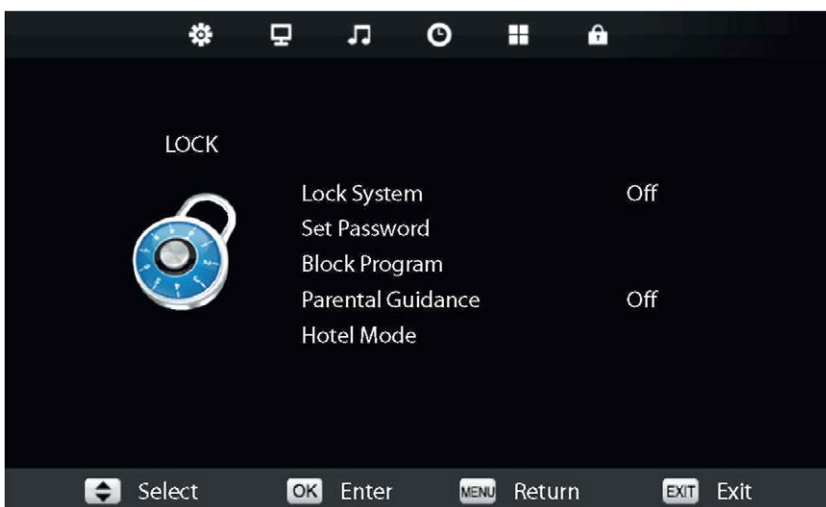 LOCK
Lock System Off
Set Password
Block Program
Parental Guidance Off
Hotel Mode
Select OK Enter MENU Return EXIT Exit